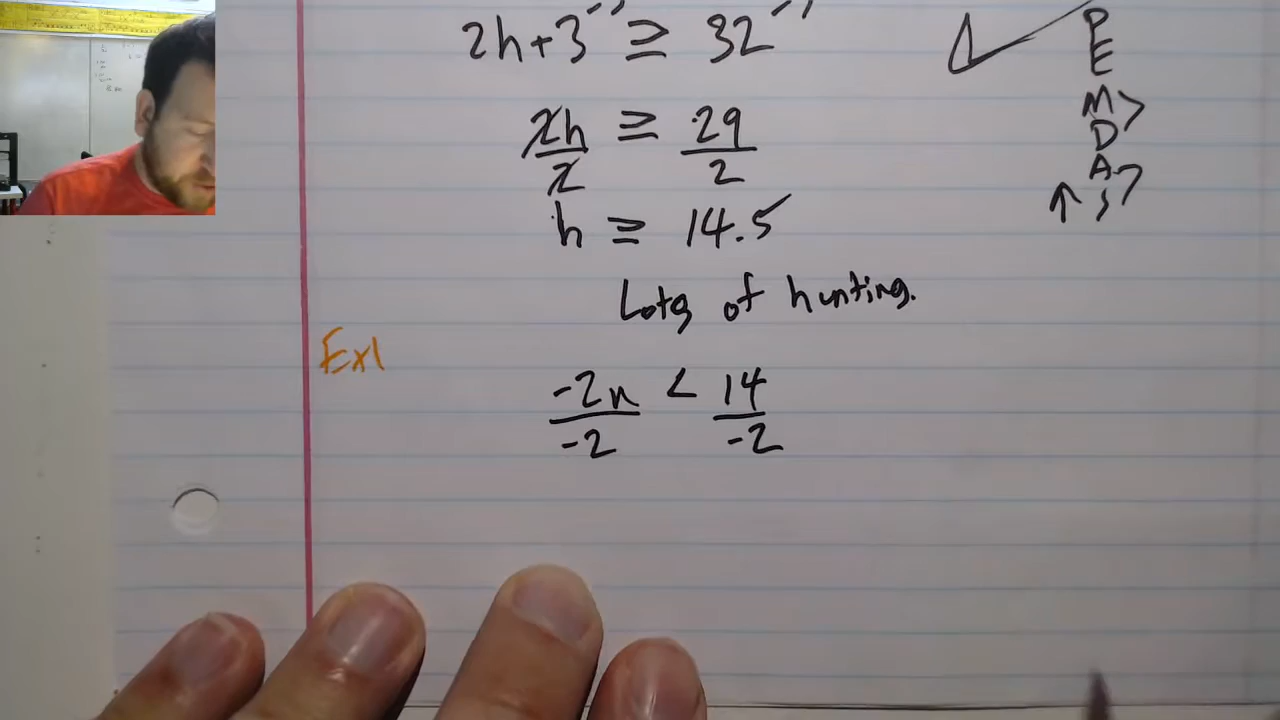 2h+3 ≥ 32
2h ≥ 29
2 2
h ≥ 14.5
Lots of hunting.
Ex1
-2n < 14
-2 -2
P
E
M>
D
A>
↑ S